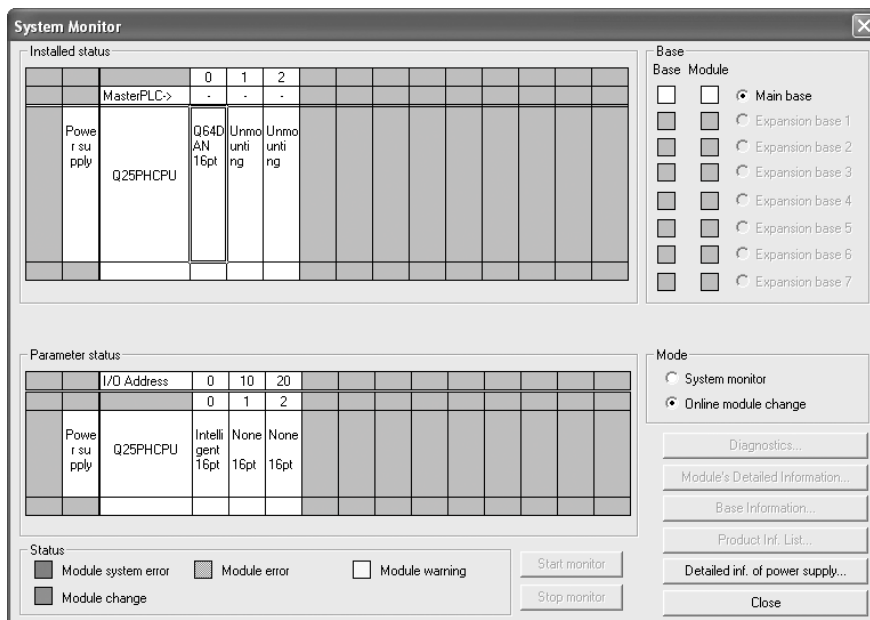 System Monitor
Installed status
0 1 2
MasterPLC-> - - -
Powe
r su
pply
Q25PHCPU
Q64D
AN
16pt
Unmo
unti
ng
Unmo
unti
ng
Base
Base Module
Main base
Expansion base 1
Expansion base 2
Expansion base 3
Expansion base 4
Expansion base 5
Expansion base 6
Expansion base 7
Parameter status
I/O Address 0 10 20
0 1 2
Powe
r su
pply
Q25PHCPU
Intelli
gent
16pt
None
16pt
None
16pt
Mode
System monitor
Online module change
Diagnostics...
Module's Detailed Information...
Base Information...
Product Inf. List...
Detailed inf. of power supply...
Close
Status
Module system error Module error Module warning
Module change
Start monitor
Stop monitor